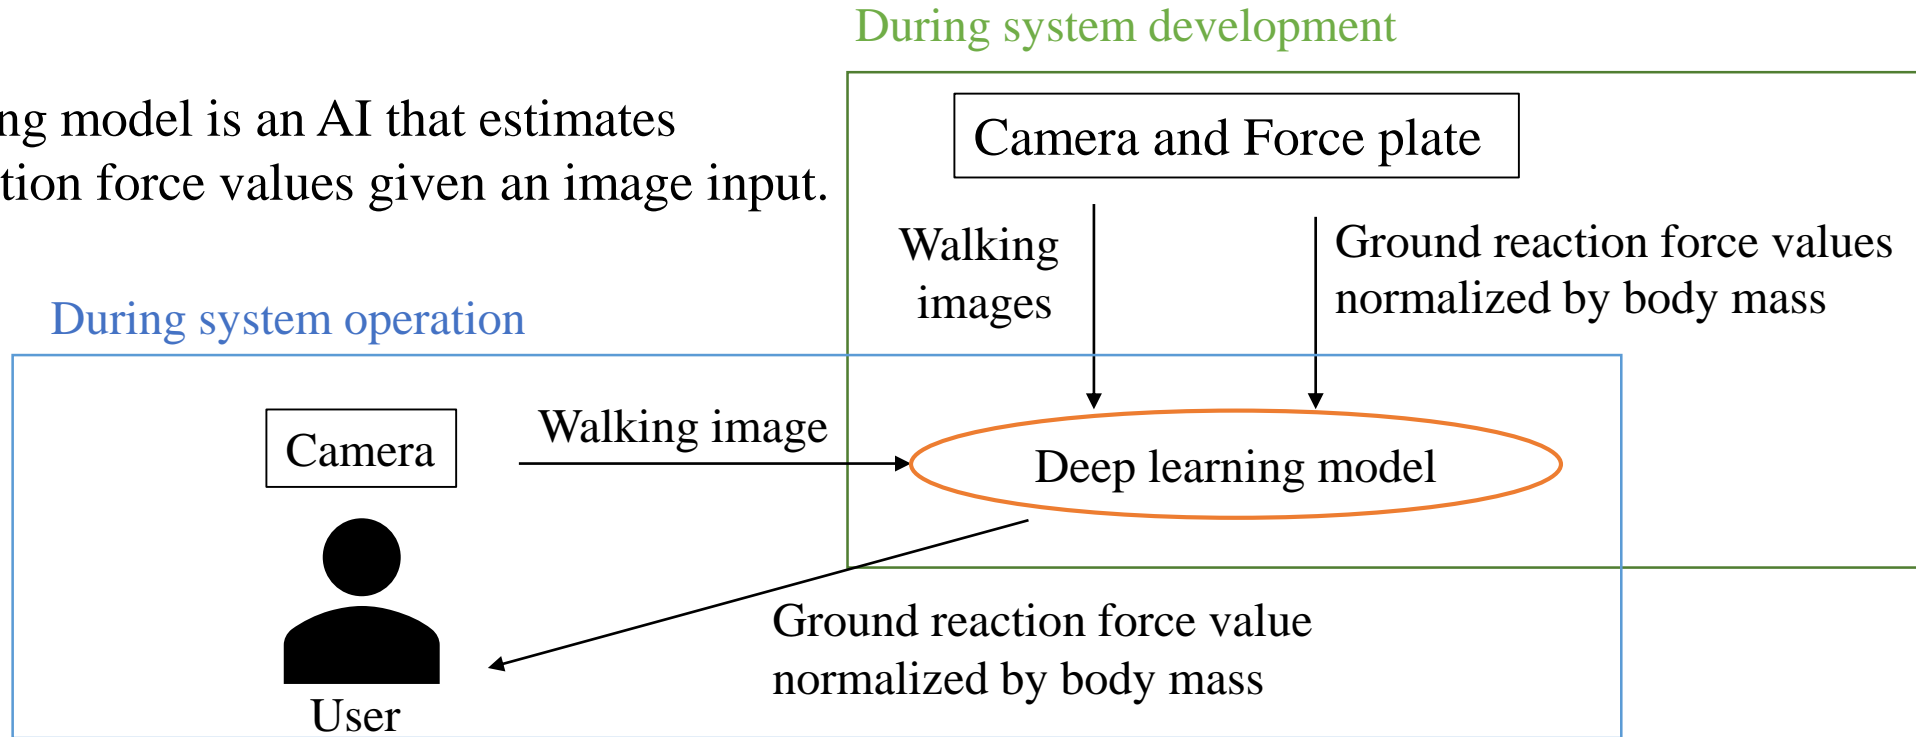 During system development
model is an AI that estimates
force values given an image input.
Camera and Force plate
Walking
images
Ground reaction force values
normalized by body mass
During system operation
Camera
Walking image
Deep learning model
Ground reaction force value
normalized by body mass
User